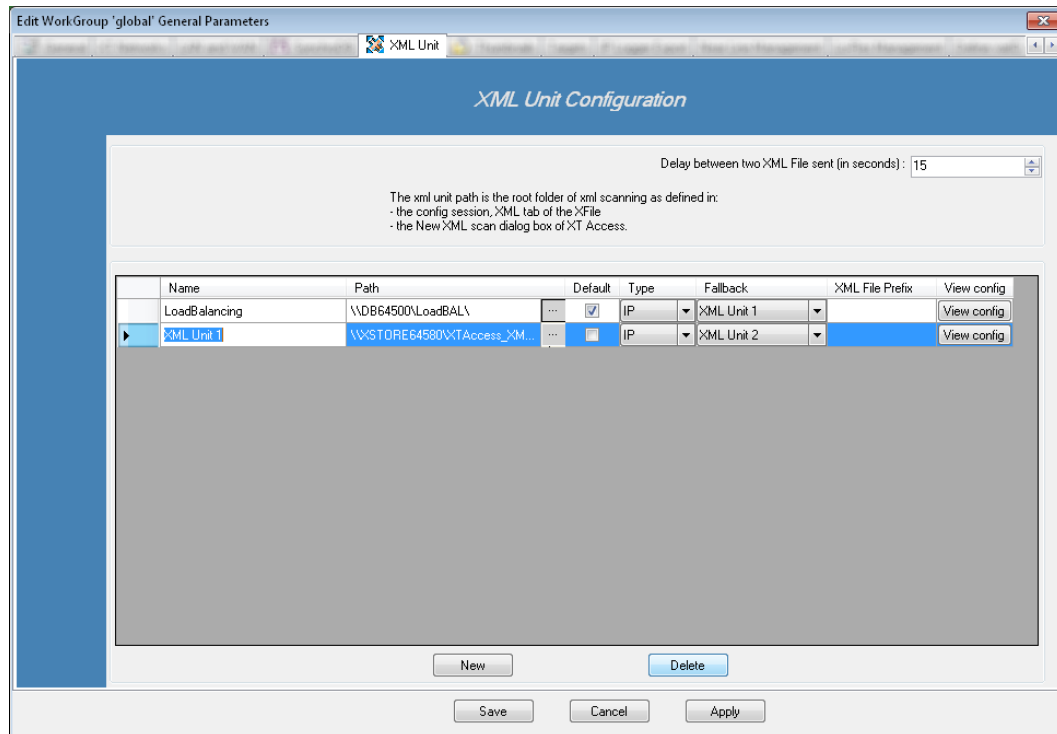 Edit WorkGroup 'global' General Parameters
XML Unit
XML Unit Configuration
Delay between two XML File sent (in seconds) : 15
The xml unit path is the root folder of xml scanning as defined in:
- the config session, XML tab of the XFile
- the New XML scan dialog box of XT Access.
Name Path Default Type Fallback XML File Prefix View config
LoadBalancing \\DB64500\LoadBAL\ ... IP XML Unit 1 View config
XML Unit 1 \\XSTORE64580\XTAccess_XM... ... IP XML Unit 2 View config
New Delete
Save Cancel Apply